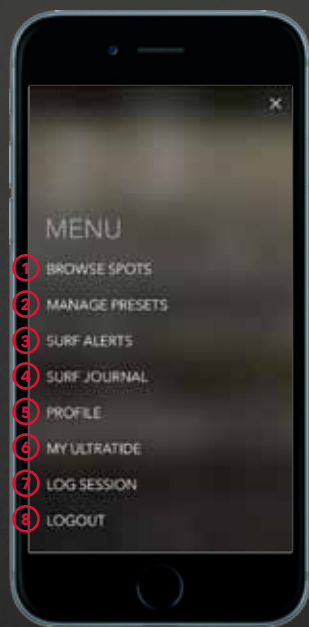 ×
MENU
1 BROWSE SPOTS
2 MANAGE PRESETS
3 SURF ALERTS
4 SURF JOURNAL
5 PROFILE
6 MY ULTRATIDE
7 LOG SESSION
8 LOGOUT